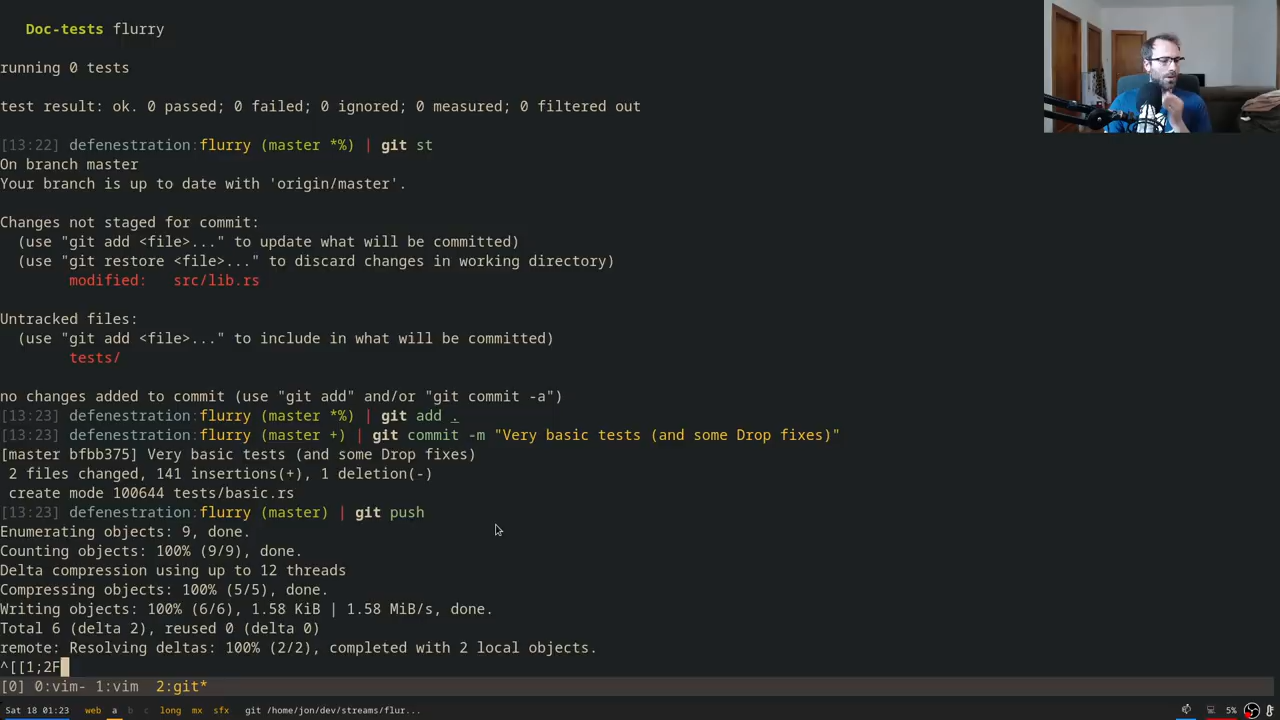 Doc-tests flurry
running 0 tests
test result: ok. 0 passed; 0 failed; 0 ignored; 0 measured; 0 filtered out
[13:22] defenestration:flurry (master *%) | git st
On branch master
Your branch is up to date with 'origin/master'.
Changes not staged for commit:
(use "git add <file>..." to update what will be committed)
(use "git restore <file>..." to discard changes in working directory)
modified: src/lib.rs
Untracked files:
(use "git add <file>..." to include in what will be committed)
tests/
no changes added to commit (use "git add" and/or "git commit -a")
[13:23] defenestration:flurry (master *%) | git add .
[13:23] defenestration:flurry (master +) | git commit -m "Very basic tests (and some Drop fixes)"
[master bfbb375] Very basic tests (and some Drop fixes)
2 files changed, 141 insertions(+), 1 deletion(-)
create mode 100644 tests/basic.rs
[13:23] defenestration:flurry (master) | git push
Enumerating objects: 9, done.
Counting objects: 100% (9/9), done.
Delta compression using up to 12 threads
Compressing objects: 100% (5/5), done.
Writing objects: 100% (6/6), 1.58 KiB | 1.58 MiB/s, done.
Total 6 (delta 2), reused 0 (delta 0)
remote: Resolving deltas: 100% (2/2), completed with 2 local objects.
^[[1;2F
[0] 0:vim- 1:vim 2:git*
Sat 18 01:23 web a b c long mx sfx git /home/jon/dev/streams/flur... 5%